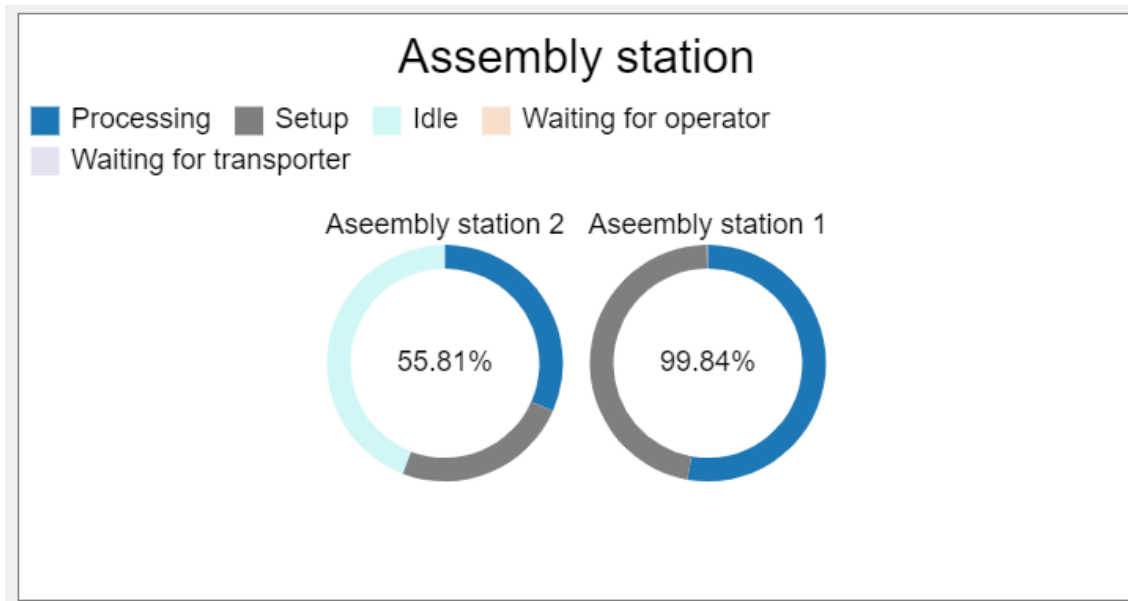 Assembly station
Processing Setup Idle Waiting for operator
Waiting for transporter
Aseembly station 2 Aseembly station 1
55.81% 99.84%